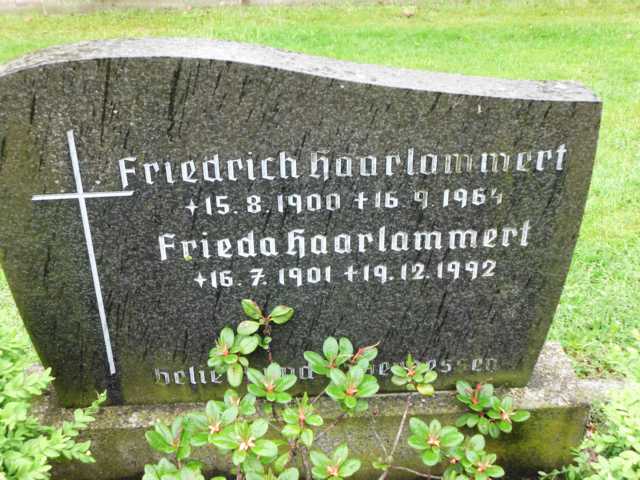 Friedrich Haarlammert
*15. 8. 1900 +16. 9. 1964
Frieda Haarlammert
*16. 7. 1901 +19. 12. 1992